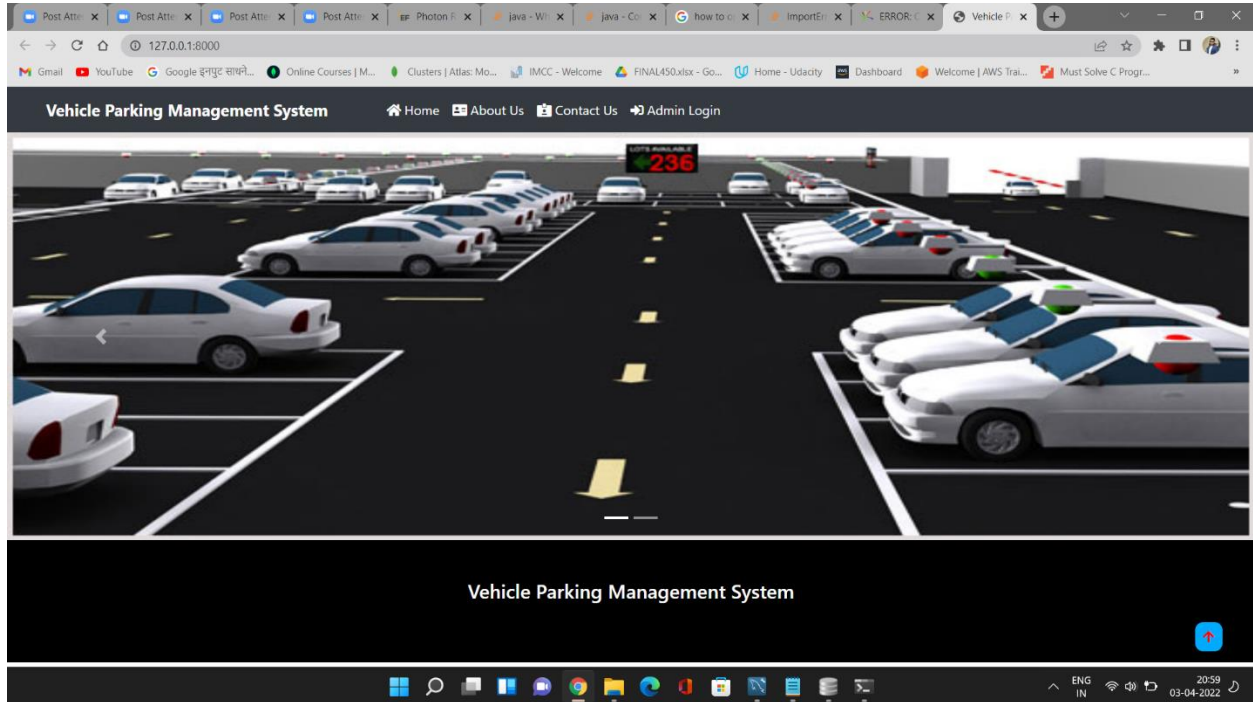 Post Atte
Post Atte
Post Atte
Post Atte
EF Photon R
java - Wh
java - Co
how to c
ImportErr
ERROR: C
Vehicle P
127.0.0.1:8000
Gmail YouTube Google इनपुट साधने... Online Courses | M... Clusters | Atlas: Mo... IMCC - Welcome FINAL450.xlsx - Go... Home - Udacity Dashboard Welcome | AWS Trai... Must Solve C Progr... »
Vehicle Parking Management System Home About Us Contact Us Admin Login
LOTS AVAILABLE
236
Vehicle Parking Management System
ENG
IN
20:59
03-04-2022